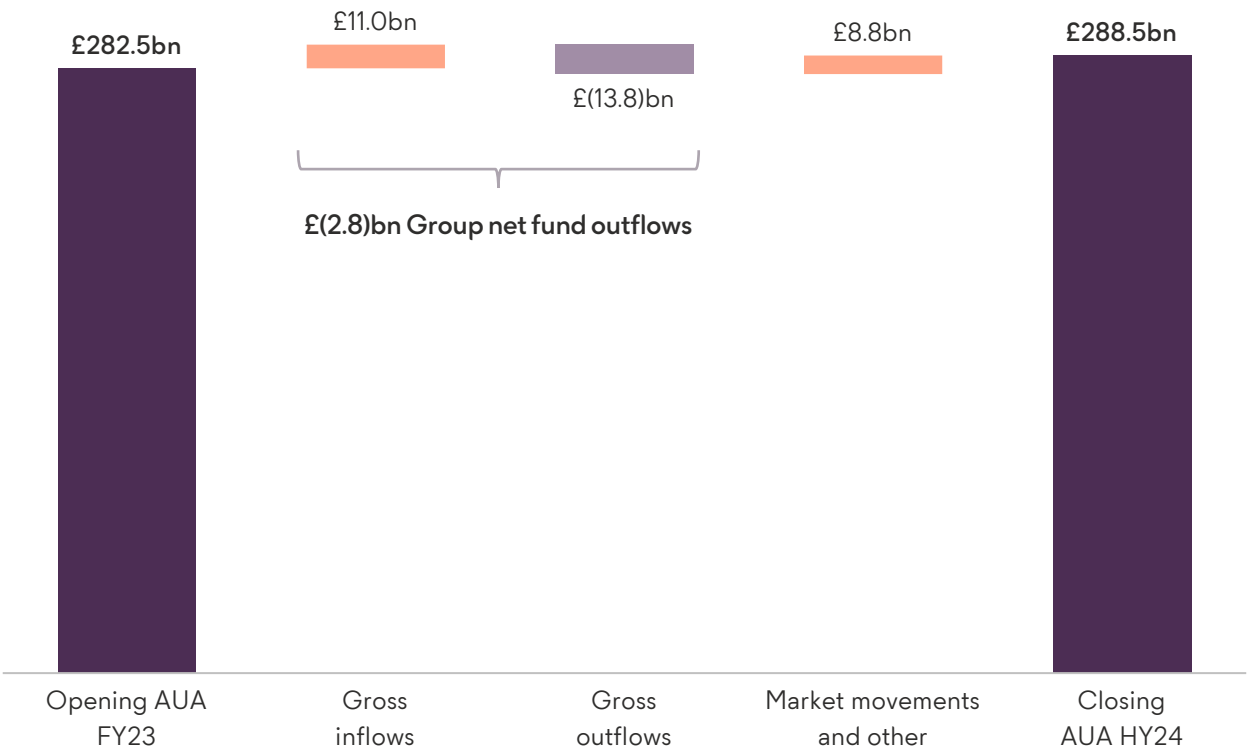 £282.5bn
£11.0bn
£(13.8)bn
£8.8bn
£288.5bn
£(2.8)bn Group net fund outflows
Opening AUA
FY23
Gross
inflows
Gross
outflows
Market movements
and other
Closing
AUA HY24